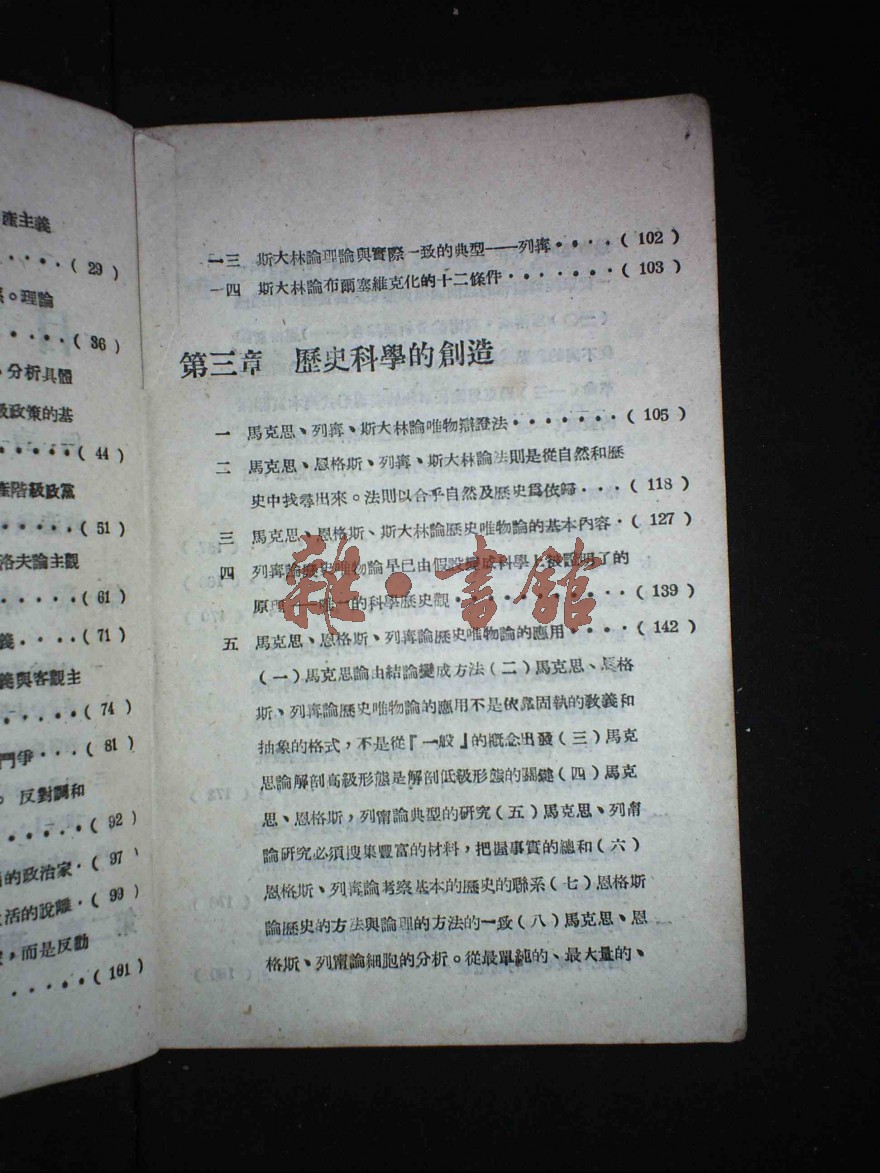 產主義
・・・・・(29)
。理論
・・・・(36)
分析具體
級政策的基
・・・・・(44)
產階級政黨
・・・・・(51)
洛夫論主觀
・・・・・(61)
義・・・・(71)
義與客觀主
・・・・・(74)
鬥爭・・・(81)
。反對調和
・・・・・(92)
的政治家・(97)
活的說離・(99)
，而是反動
・・・・・(101)
一三 斯大林論理論與實際一致的典型——列寗・・・・(102)
一四 斯大林論布爾塞維克化的十二條件・・・・・・・(103)
第三章 歷史科學的創造
一 馬克思、列寗、斯大林論唯物辯證法・・・・・・・(105)
二 馬克思、恩格斯、列寗、斯大林論法則是從自然和歷
史中找尋出來。法則以合乎自然及歷史爲依歸・・・(118)
三 馬克思、恩格斯、斯大林論歷史唯物論的基本內容・(127)
四 列寗論歷史唯物論早已由假設變成科學上被證明了的
原理——唯一的科學歷史觀・・・・・・・・・・(139)
五 馬克思、恩格斯、列寗論歷史唯物論的應用・・・・(142)
(一)馬克思論由結論變成方法(二)馬克思、恩格
斯、列寗論歷史唯物論的應用不是依靠固執的敎義和
抽象的格式，不是從『一般』的概念出發(三)馬克
思論解剖高級形態是解剖低級形態的關鍵(四)馬克
思、恩格斯，列甯論典型的研究(五)馬克思、列甯
論研究必須搜集豐富的材料，把握事實的總和(六)
恩格斯、列寗論考察基本的歷史的聯系(七)恩格斯
論歷史的方法與論理的方法的一致(八)馬克思、恩
格斯、列甯論細胞的分析。從最單純的、最大量的、
雜・書舘